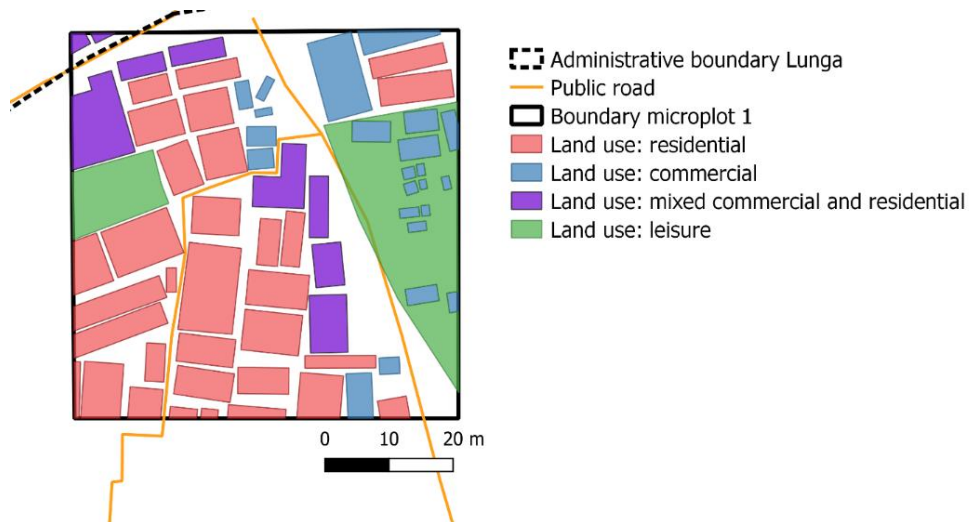 Administrative boundary Lunga
Public road
Boundary microplot 1
Land use: residential
Land use: commercial
Land use: mixed commercial and residential
Land use: leisure
0 10 20 m